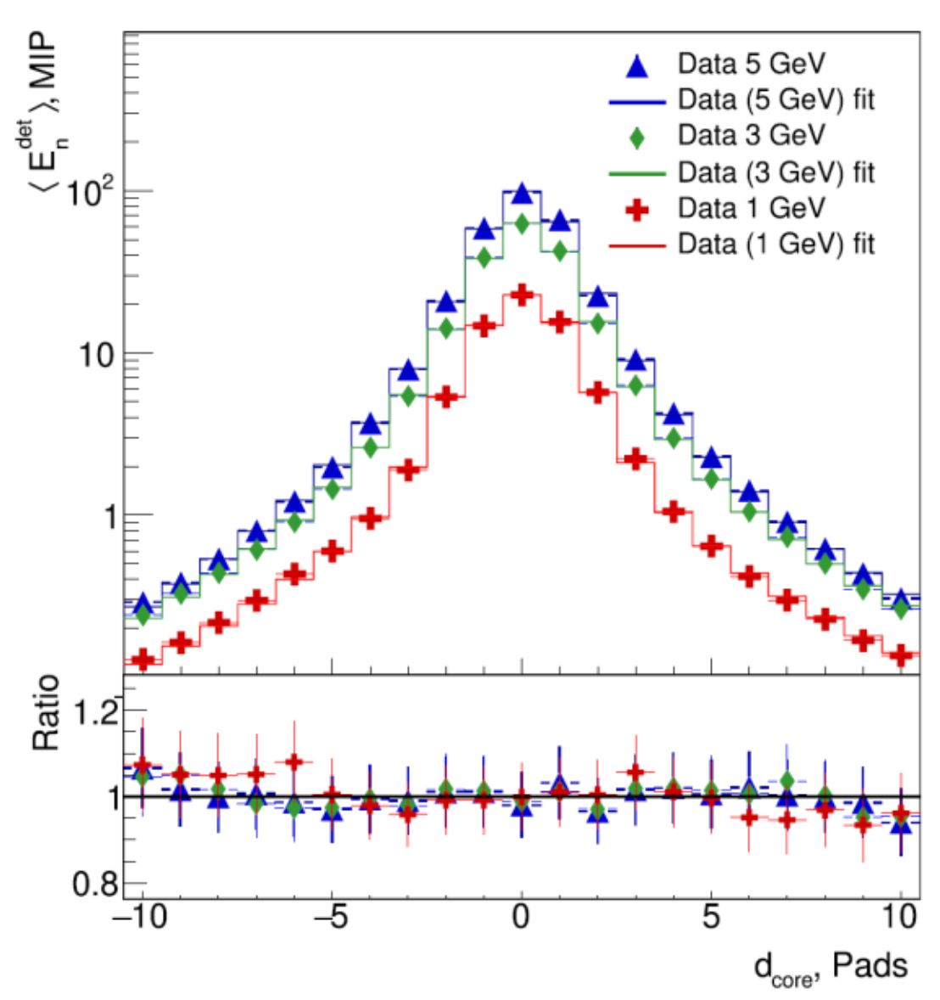 ⟨ E_n^det ⟩, MIP
Data 5 GeV
Data (5 GeV) fit
Data 3 GeV
Data (3 GeV) fit
Data 1 GeV
Data (1 GeV) fit
10²
10
1
Ratio
1.2
1
0.8
−10 −5 0 5 10
d_core, Pads